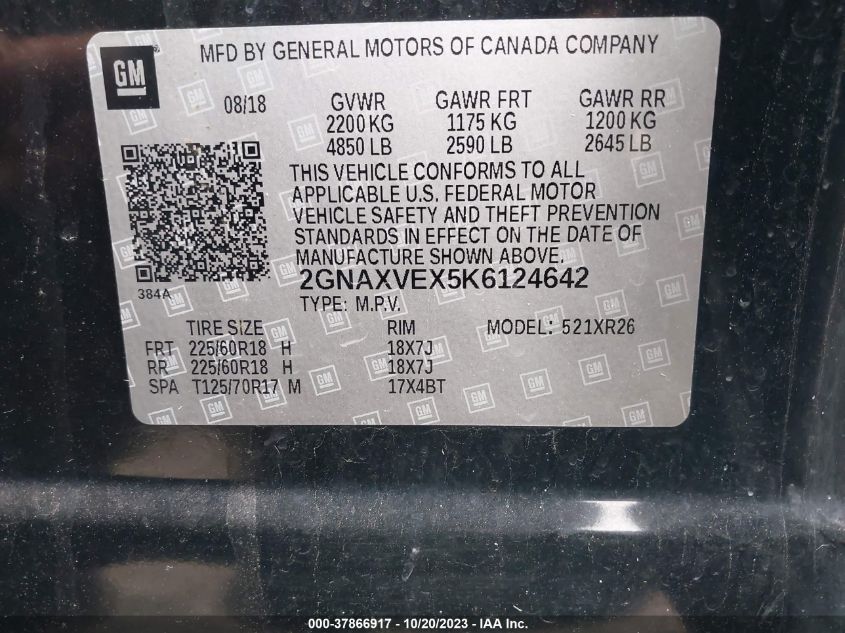 GM
MFD BY GENERAL MOTORS OF CANADA COMPANY
08/18 GVWR GAWR FRT GAWR RR
2200 KG 1175 KG 1200 KG
4850 LB 2590 LB 2645 LB
THIS VEHICLE CONFORMS TO ALL
APPLICABLE U.S. FEDERAL MOTOR
VEHICLE SAFETY AND THEFT PREVENTION
STANDARDS IN EFFECT ON THE DATE OF
MANUFACTURE SHOWN ABOVE.
2GNAXVEX5K6124642
384A
TYPE: M.P.V.
TIRE SIZE RIM MODEL: 521XR26
FRT 225/60R18 H 18X7J
RR 225/60R18 H 18X7J
SPA T125/70R17 M 17X4BT
000-37866917 - 10/20/2023 - IAA Inc.